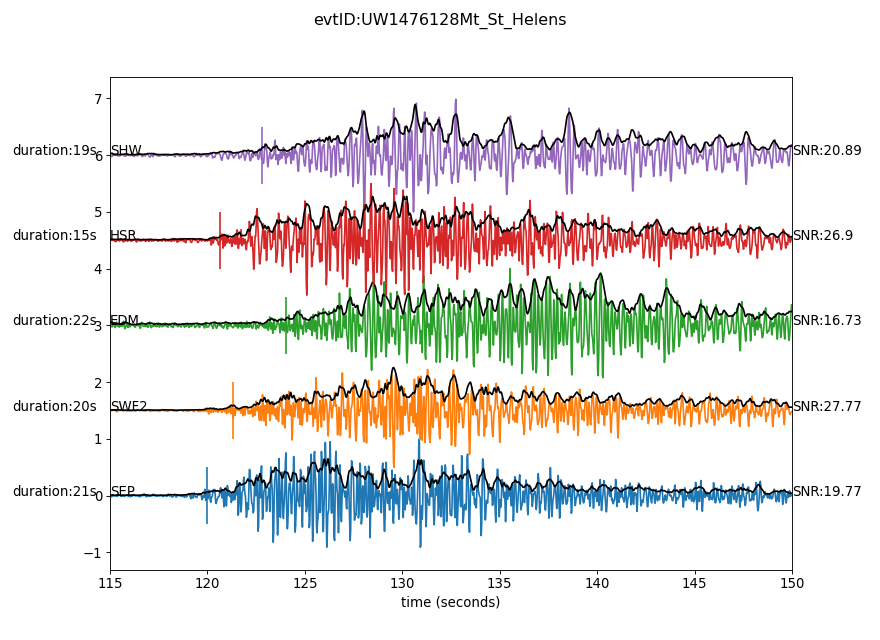 evtID:UW1476128Mt_St_Helens
7
duration:19s SHW SNR:20.89
6
5
duration:15s HSR SNR:26.9
4
duration:22s EDM SNR:16.73
3
2
duration:20s SWF2 SNR:27.77
1
duration:21s SEP SNR:19.77
0
−1
115 120 125 130 135 140 145 150
time (seconds)